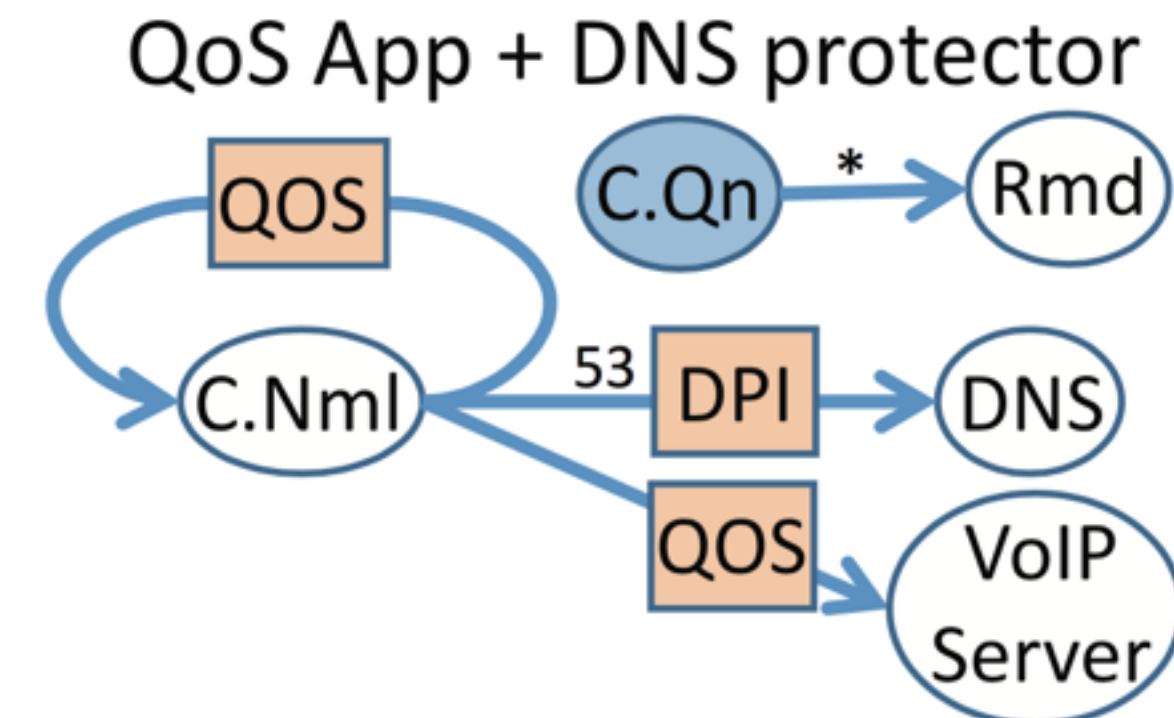 QoS App + DNS protector
QOS
C.Qn
*
Rmd
C.Nml
53
DPI
DNS
QOS
VoIP
Server